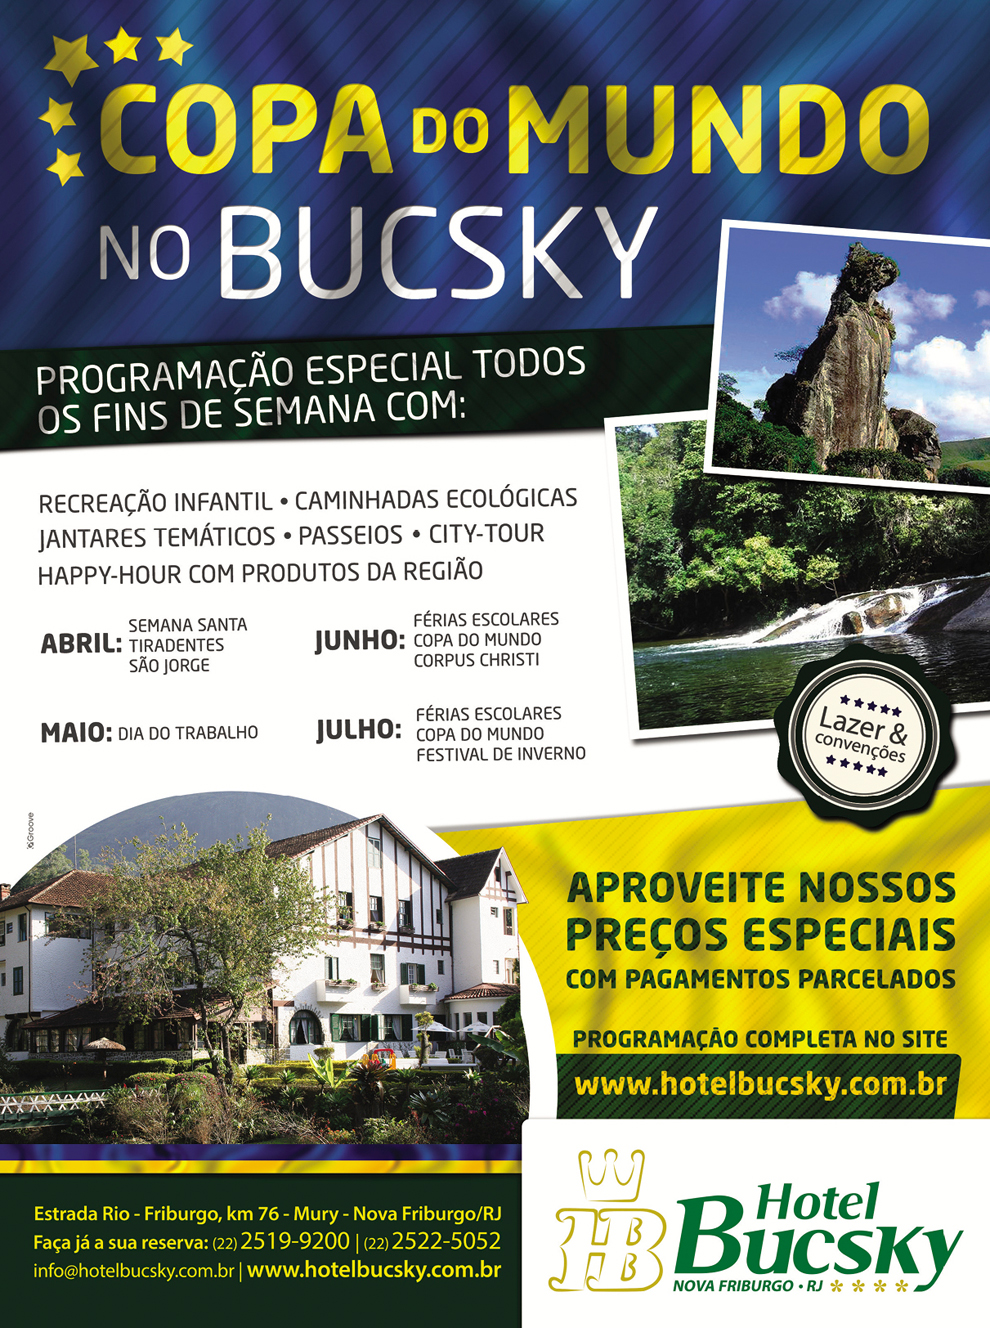 COPA DO MUNDO
NO BUCSKY
PROGRAMAÇÃO ESPECIAL TODOS
OS FINS DE SEMANA COM:
RECREAÇÃO INFANTIL • CAMINHADAS ECOLÓGICAS
JANTARES TEMÁTICOS • PASSEIOS • CITY-TOUR
HAPPY-HOUR COM PRODUTOS DA REGIÃO
ABRIL: SEMANA SANTA
TIRADENTES
SÃO JORGE
JUNHO: FÉRIAS ESCOLARES
COPA DO MUNDO
CORPUS CHRISTI
MAIO: DIA DO TRABALHO
JULHO: FÉRIAS ESCOLARES
COPA DO MUNDO
FESTIVAL DE INVERNO
Lazer &
convenções
Groove
APROVEITE NOSSOS
PREÇOS ESPECIAIS
COM PAGAMENTOS PARCELADOS
PROGRAMAÇÃO COMPLETA NO SITE
www.hotelbucsky.com.br
Estrada Rio - Friburgo, km 76 - Mury - Nova Friburgo/RJ
Faça já a sua reserva: (22) 2519-9200 | (22) 2522-5052
info@hotelbucsky.com.br | www.hotelbucsky.com.br
HB
Hotel
Bucsky
NOVA FRIBURGO • RJ ****